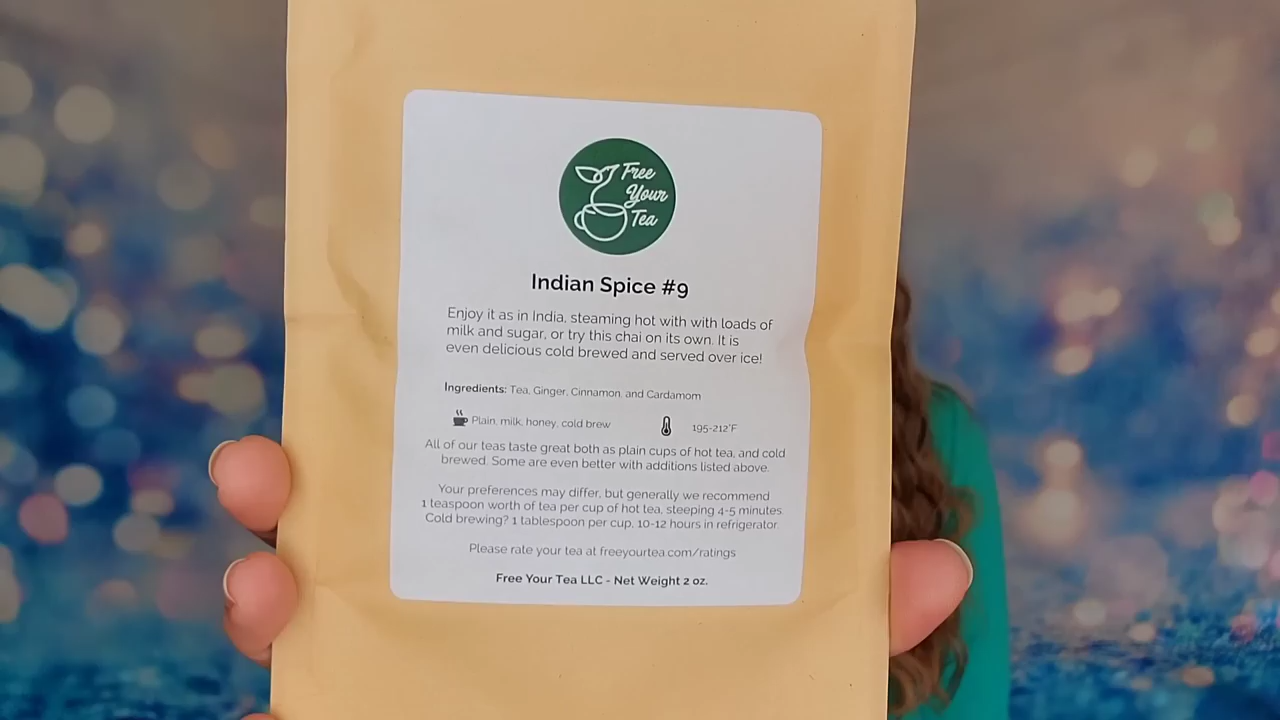 Free
Your
Tea
Indian Spice #9
Enjoy it as in India, steaming hot with with loads of
milk and sugar, or try this chai on its own. It is
even delicious cold brewed and served over ice!
Ingredients: Tea, Ginger, Cinnamon, and Cardamom
Plain, milk, honey, cold brew 195-212°F
All of our teas taste great both as plain cups of hot tea, and cold
brewed. Some are even better with additions listed above.
Your preferences may differ, but generally we recommend
1 teaspoon worth of tea per cup of hot tea, steeping 4-5 minutes.
Cold brewing? 1 tablespoon per cup, 10-12 hours in refrigerator.
Please rate your tea at freeyourtea.com/ratings
Free Your Tea LLC - Net Weight 2 oz.